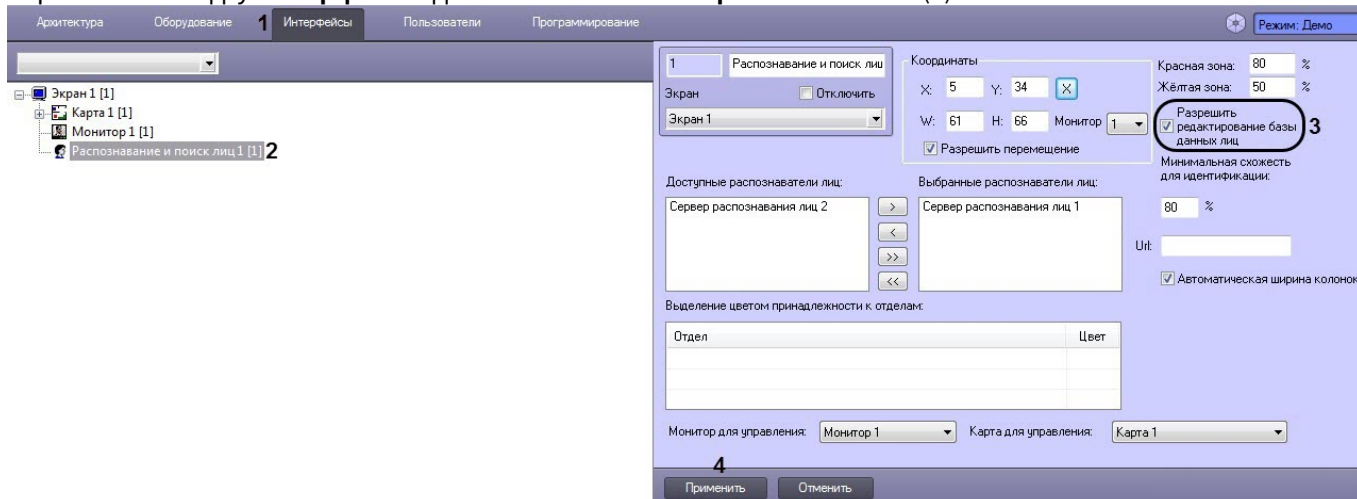 Архитектура Оборудование 1 Интерфейсы Пользователи Программирование Режим: Демо
Экран 1 [1]
Карта 1 [1]
Монитор 1 [1]
Распознавание и поиск лиц 1 [1] 2
1 Распознавание и поиск лиц
Экран Отключить
Экран 1
Координаты
X: 5 Y: 34 X
W: 61 H: 66 Монитор 1
Разрешить перемещение
Красная зона: 80 %
Жёлтая зона: 50 %
Разрешить
редактирование базы 3
данных лиц
Минимальная схожесть
для идентификации:
80 %
Url:
Автоматическая ширина колонок
Доступные распознаватели лиц: Выбранные распознаватели лиц:
Сервер распознавания лиц 2 > Сервер распознавания лиц 1
<
>>
<<
Выделение цветом принадлежности к отделам:
Отдел Цвет
Монитор для управления: Монитор 1 Карта для управления: Карта 1
4
Применить Отменить